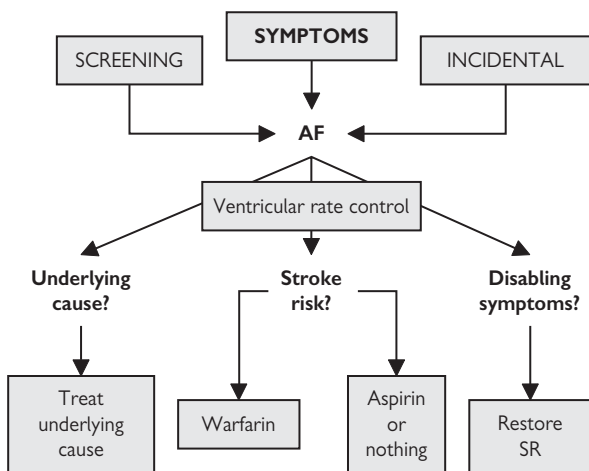 SYMPTOMS
SCREENING
INCIDENTAL
AF
Ventricular rate control
Underlying
cause?
Stroke
risk?
Disabling
symptoms?
Treat
underlying
cause
Warfarin
Aspirin
or
nothing
Restore
SR